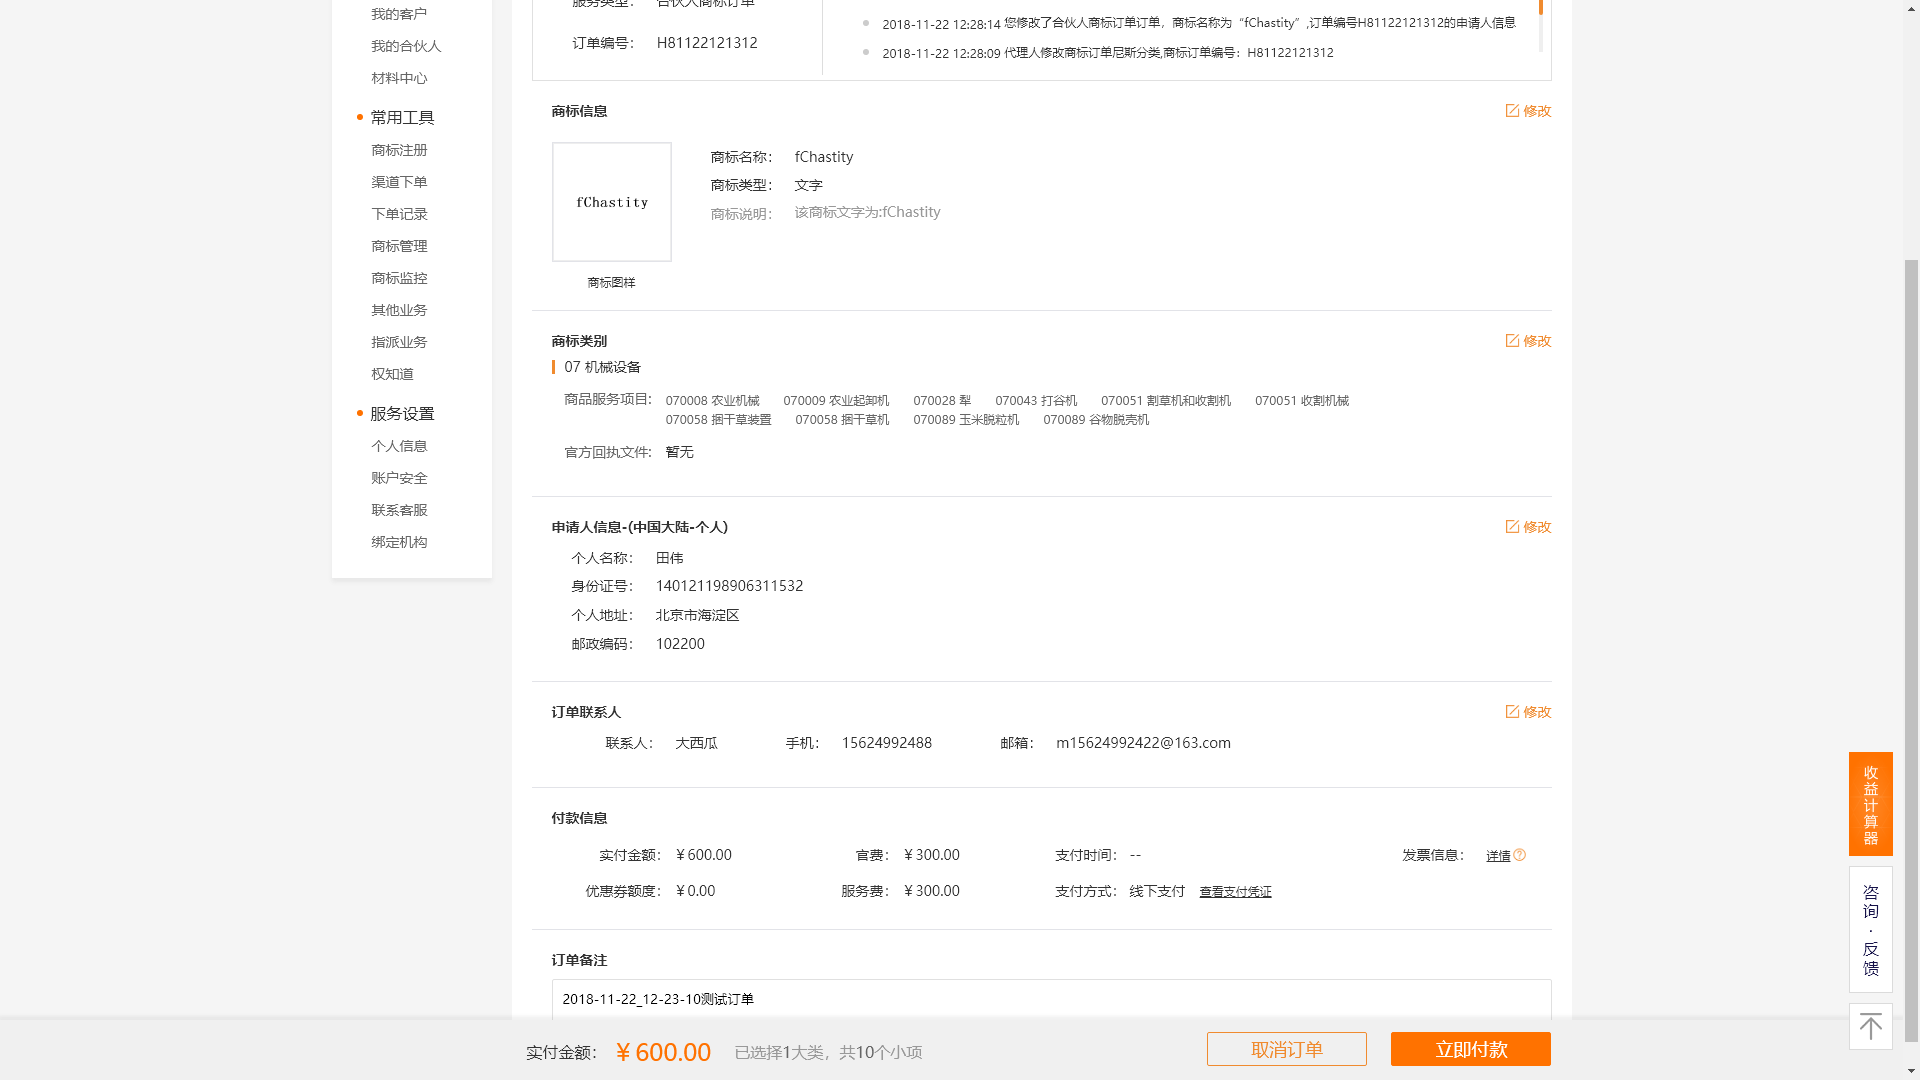 我的客户
我的合伙人
材料中心
常用工具
商标注册
渠道下单
下单记录
商标管理
商标监控
其他业务
指派业务
权知道
服务设置
个人信息
账户安全
联系客服
绑定机构
服务类型： 合伙人商标订单
订单编号： H81122121312
2018-11-22 12:28:14 您修改了合伙人商标订单订单，商标名称为“fChastity”,订单编号H81122121312的申请人信息
2018-11-22 12:28:09 代理人修改商标订单尼斯分类,商标订单编号：H81122121312
商标信息 修改
fChastity
商标图样
商标名称： fChastity
商标类型： 文字
商标说明： 该商标文字为:fChastity
商标类别 修改
07 机械设备
商品服务项目: 070008 农业机械 070009 农业起卸机 070028 犁 070043 打谷机 070051 割草机和收割机 070051 收割机械
070058 捆干草装置 070058 捆干草机 070089 玉米脱粒机 070089 谷物脱壳机
官方回执文件: 暂无
申请人信息-(中国大陆-个人) 修改
个人名称： 田伟
身份证号： 140121198906311532
个人地址： 北京市海淀区
邮政编码： 102200
订单联系人 修改
联系人： 大西瓜 手机： 15624992488 邮箱： m15624992422@163.com
付款信息
实付金额： ￥600.00 官费： ￥300.00 支付时间： -- 发票信息： 详情
优惠券额度： ￥0.00 服务费： ￥300.00 支付方式： 线下支付 查看支付凭证
订单备注
2018-11-22_12-23-10测试订单
实付金额： ￥600.00 已选择1大类，共10个小项 取消订单 立即付款
收益计算器
咨询·反馈